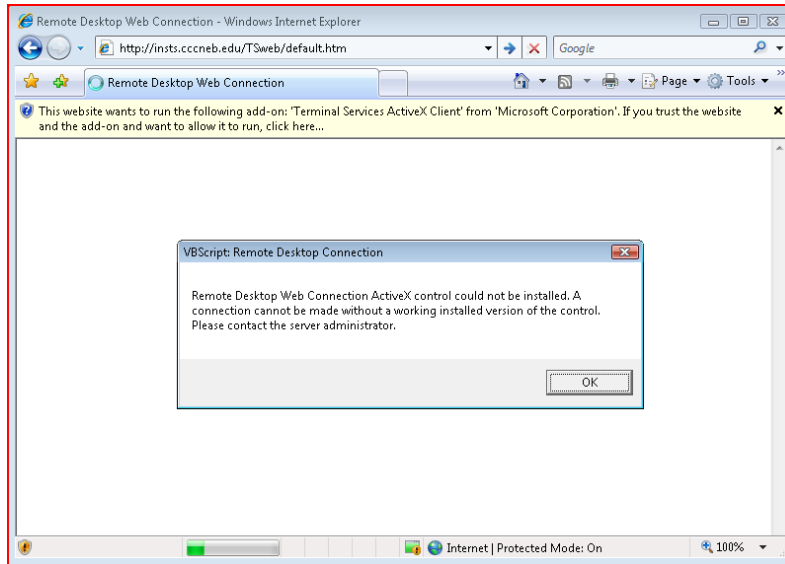 Remote Desktop Web Connection - Windows Internet Explorer
http://insts.cccneb.edu/TSweb/default.htm
Google
Remote Desktop Web Connection
Page
Tools
»
This website wants to run the following add-on: 'Terminal Services ActiveX Client' from 'Microsoft Corporation'. If you trust the website
and the add-on and want to allow it to run, click here...
VBScript: Remote Desktop Connection
Remote Desktop Web Connection ActiveX control could not be installed. A
connection cannot be made without a working installed version of the control.
Please contact the server administrator.
OK
Internet | Protected Mode: On
100%